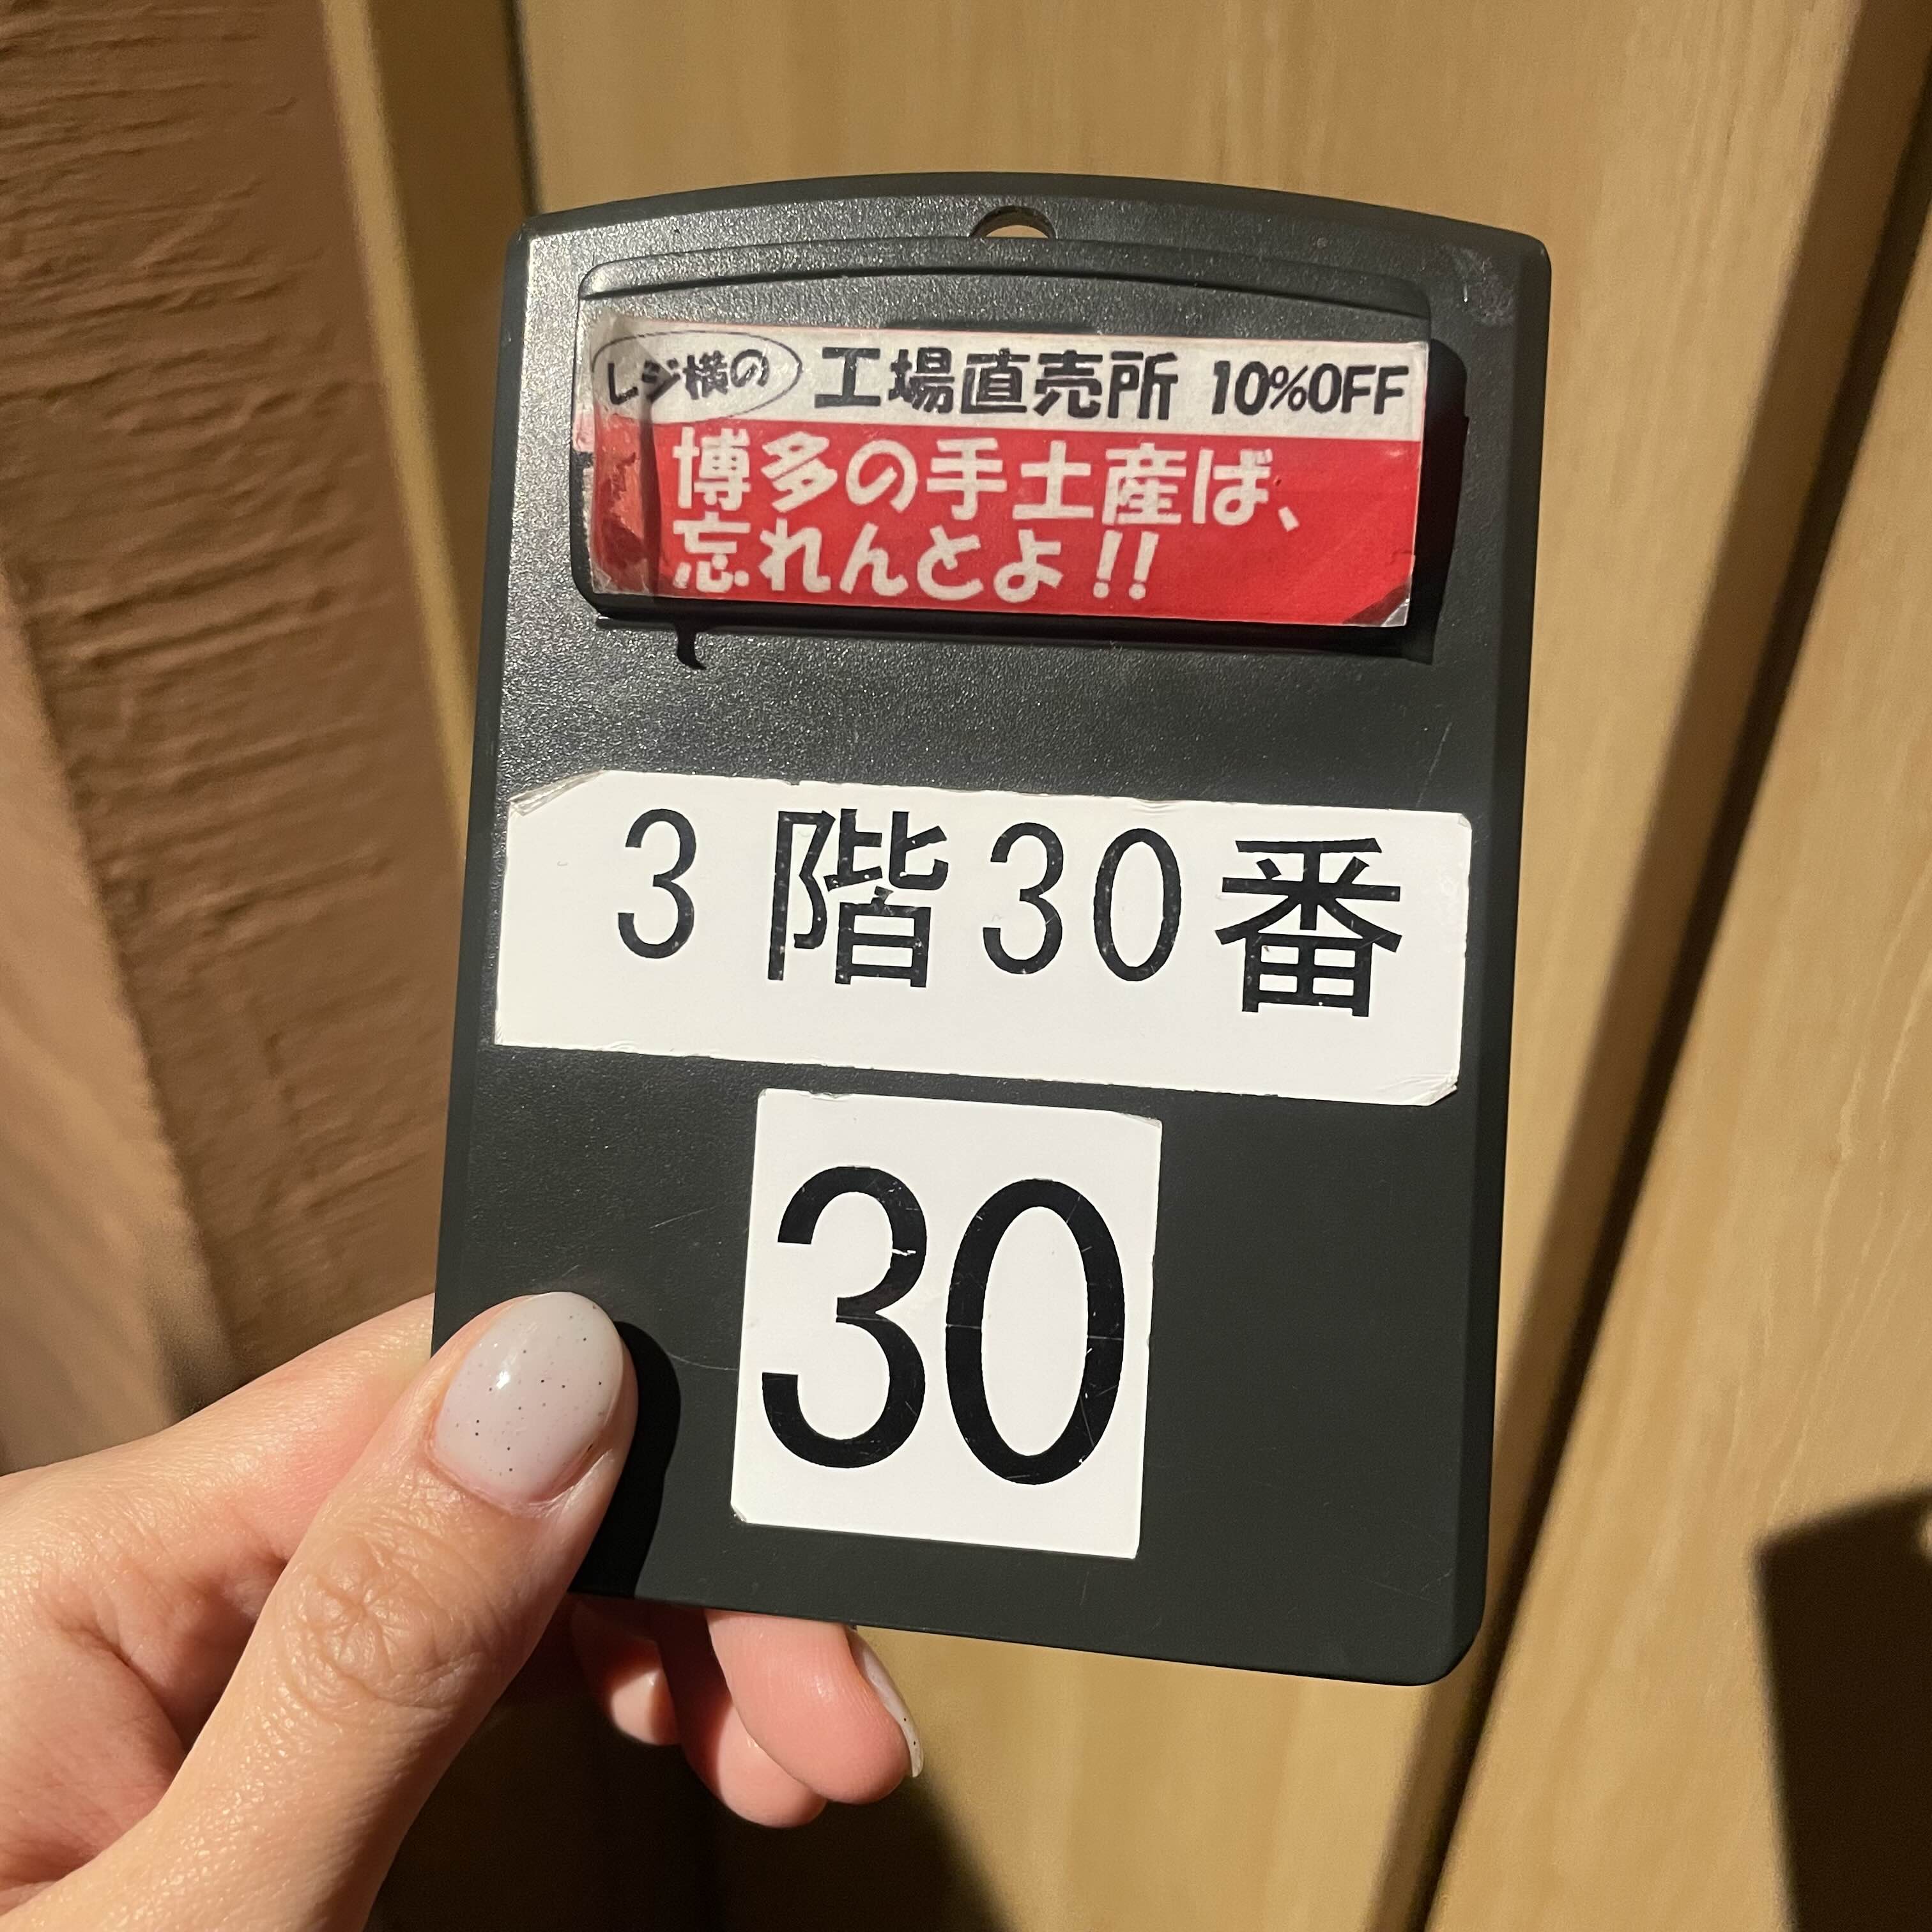 レジ横の 工場直売所 10%OFF
博多の手土産ば、
忘れんとよ!!
3階30番
30